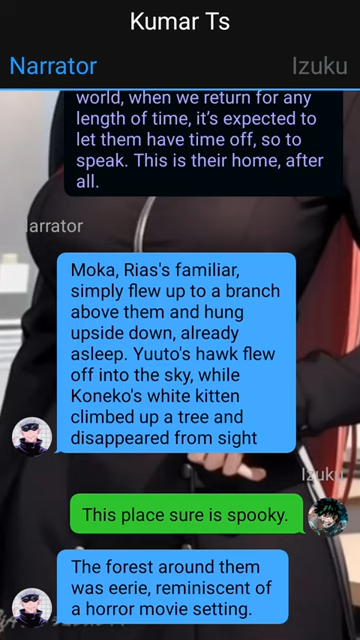 Kumar Ts
Narrator Izuku
world, when we return for any
length of time, it's expected to
let them have time off, so to
speak. This is their home, after
all.
Narrator
Moka, Rias's familiar,
simply flew up to a branch
above them and hung
upside down, already
asleep. Yuuto's hawk flew
off into the sky, while
Koneko's white kitten
climbed up a tree and
disappeared from sight
Izuku
This place sure is spooky.
The forest around them
was eerie, reminiscent of
a horror movie setting.